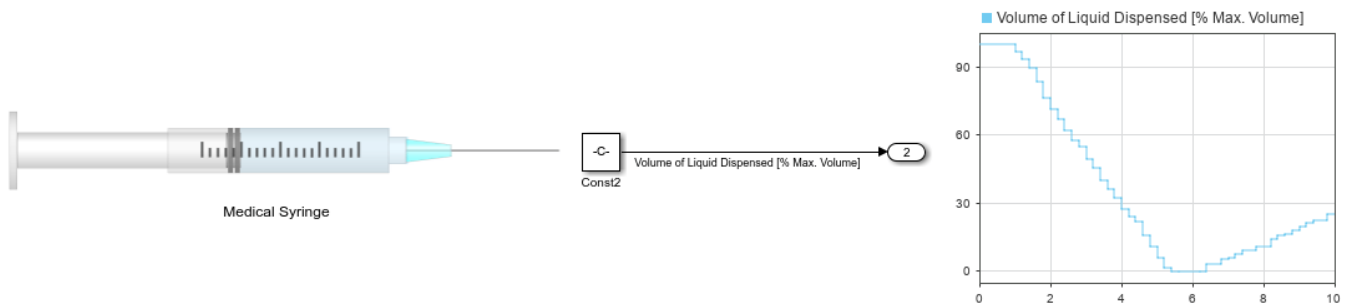 Medical Syringe
-C-
Const2
Volume of Liquid Dispensed [% Max. Volume]
2
Volume of Liquid Dispensed [% Max. Volume]
90
60
30
0
0 2 4 6 8 10